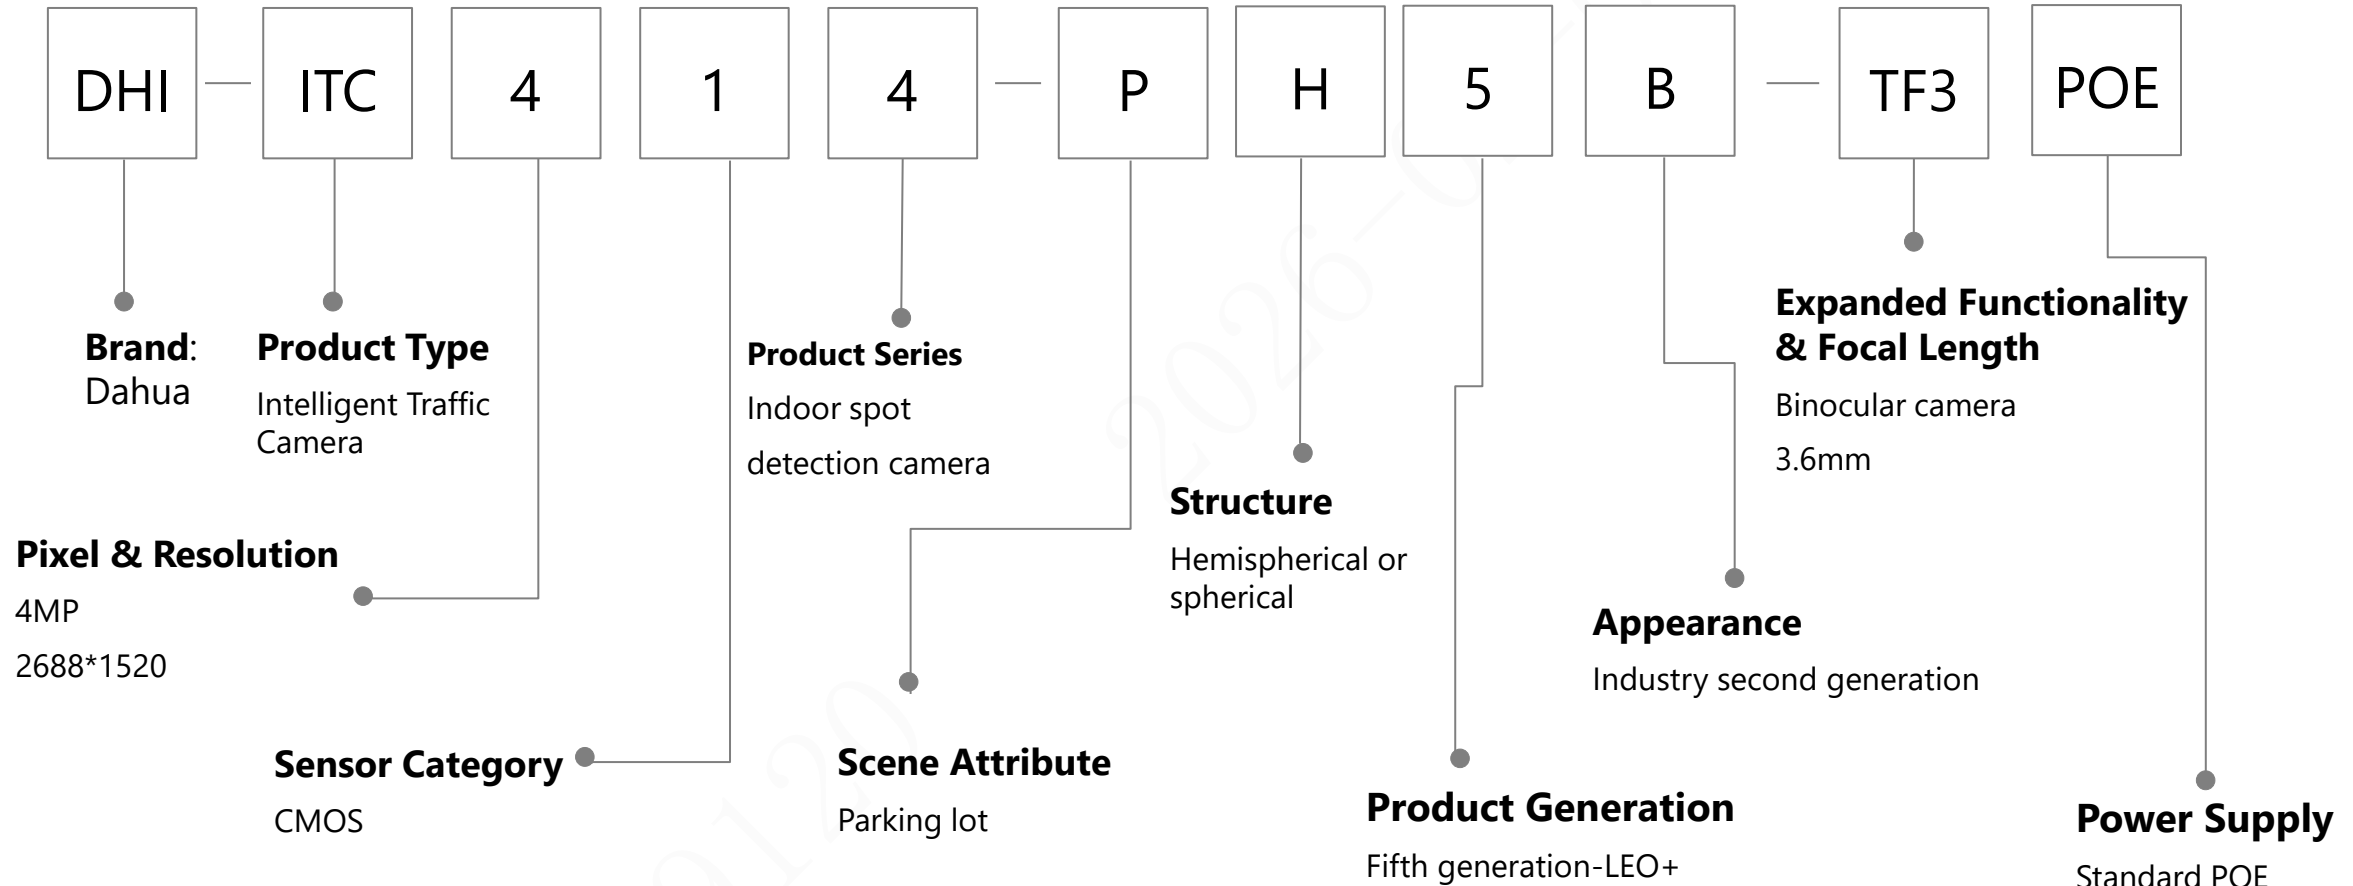 DHI — ITC 4 1 4 — P H 5 B — TF3 POE
Brand:
Dahua
Product Type
Intelligent Traffic
Camera
Product Series
Indoor spot
detection camera
Expanded Functionality
& Focal Length
Binocular camera
3.6mm
Pixel & Resolution
4MP
2688*1520
Structure
Hemispherical or
spherical
Appearance
Industry second generation
Sensor Category
CMOS
Scene Attribute
Parking lot
Product Generation
Fifth generation-LEO+
Power Supply
Standard POE